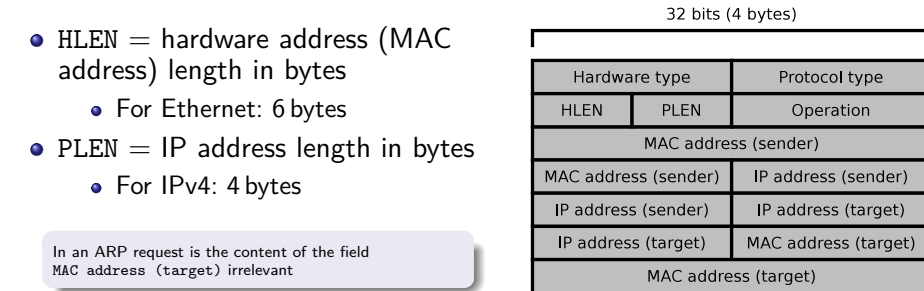 HLEN = hardware address (MAC
address) length in bytes
For Ethernet: 6 bytes
PLEN = IP address length in bytes
For IPv4: 4 bytes
In an ARP request is the content of the field
MAC address (target) irrelevant
32 bits (4 bytes)
Hardware type Protocol type
HLEN PLEN Operation
MAC address (sender)
MAC address (sender) IP address (sender)
IP address (sender) IP address (target)
IP address (target) MAC address (target)
MAC address (target)